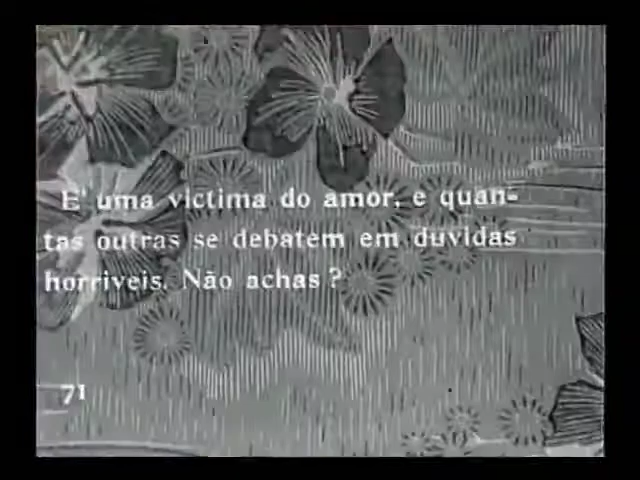 E' uma victima do amor, e quan-
tas outras se debatem em duvidas
horriveis. Não achas?
71